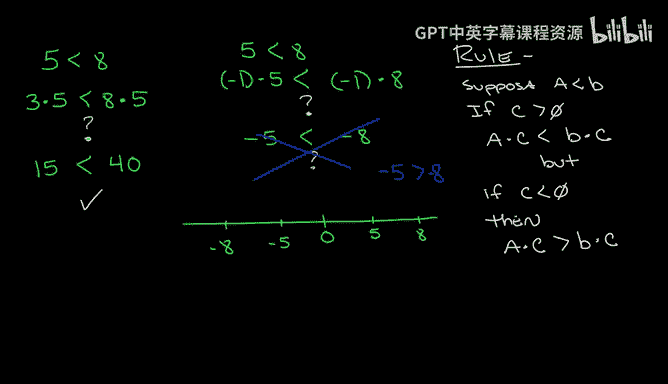 GPT中英字幕课程资源 bilibili
5 < 8
3·5 < 8·5
?
15 < 40
✓
5 < 8
(-1)·5 < (-1)·8
?
-5 < -8
?
-5 > -8
-8 -5 0 5 8
RULE -
suppose A < b
If C > 0
A·C < b·C
but
if C < 0
then
A·C > b·C